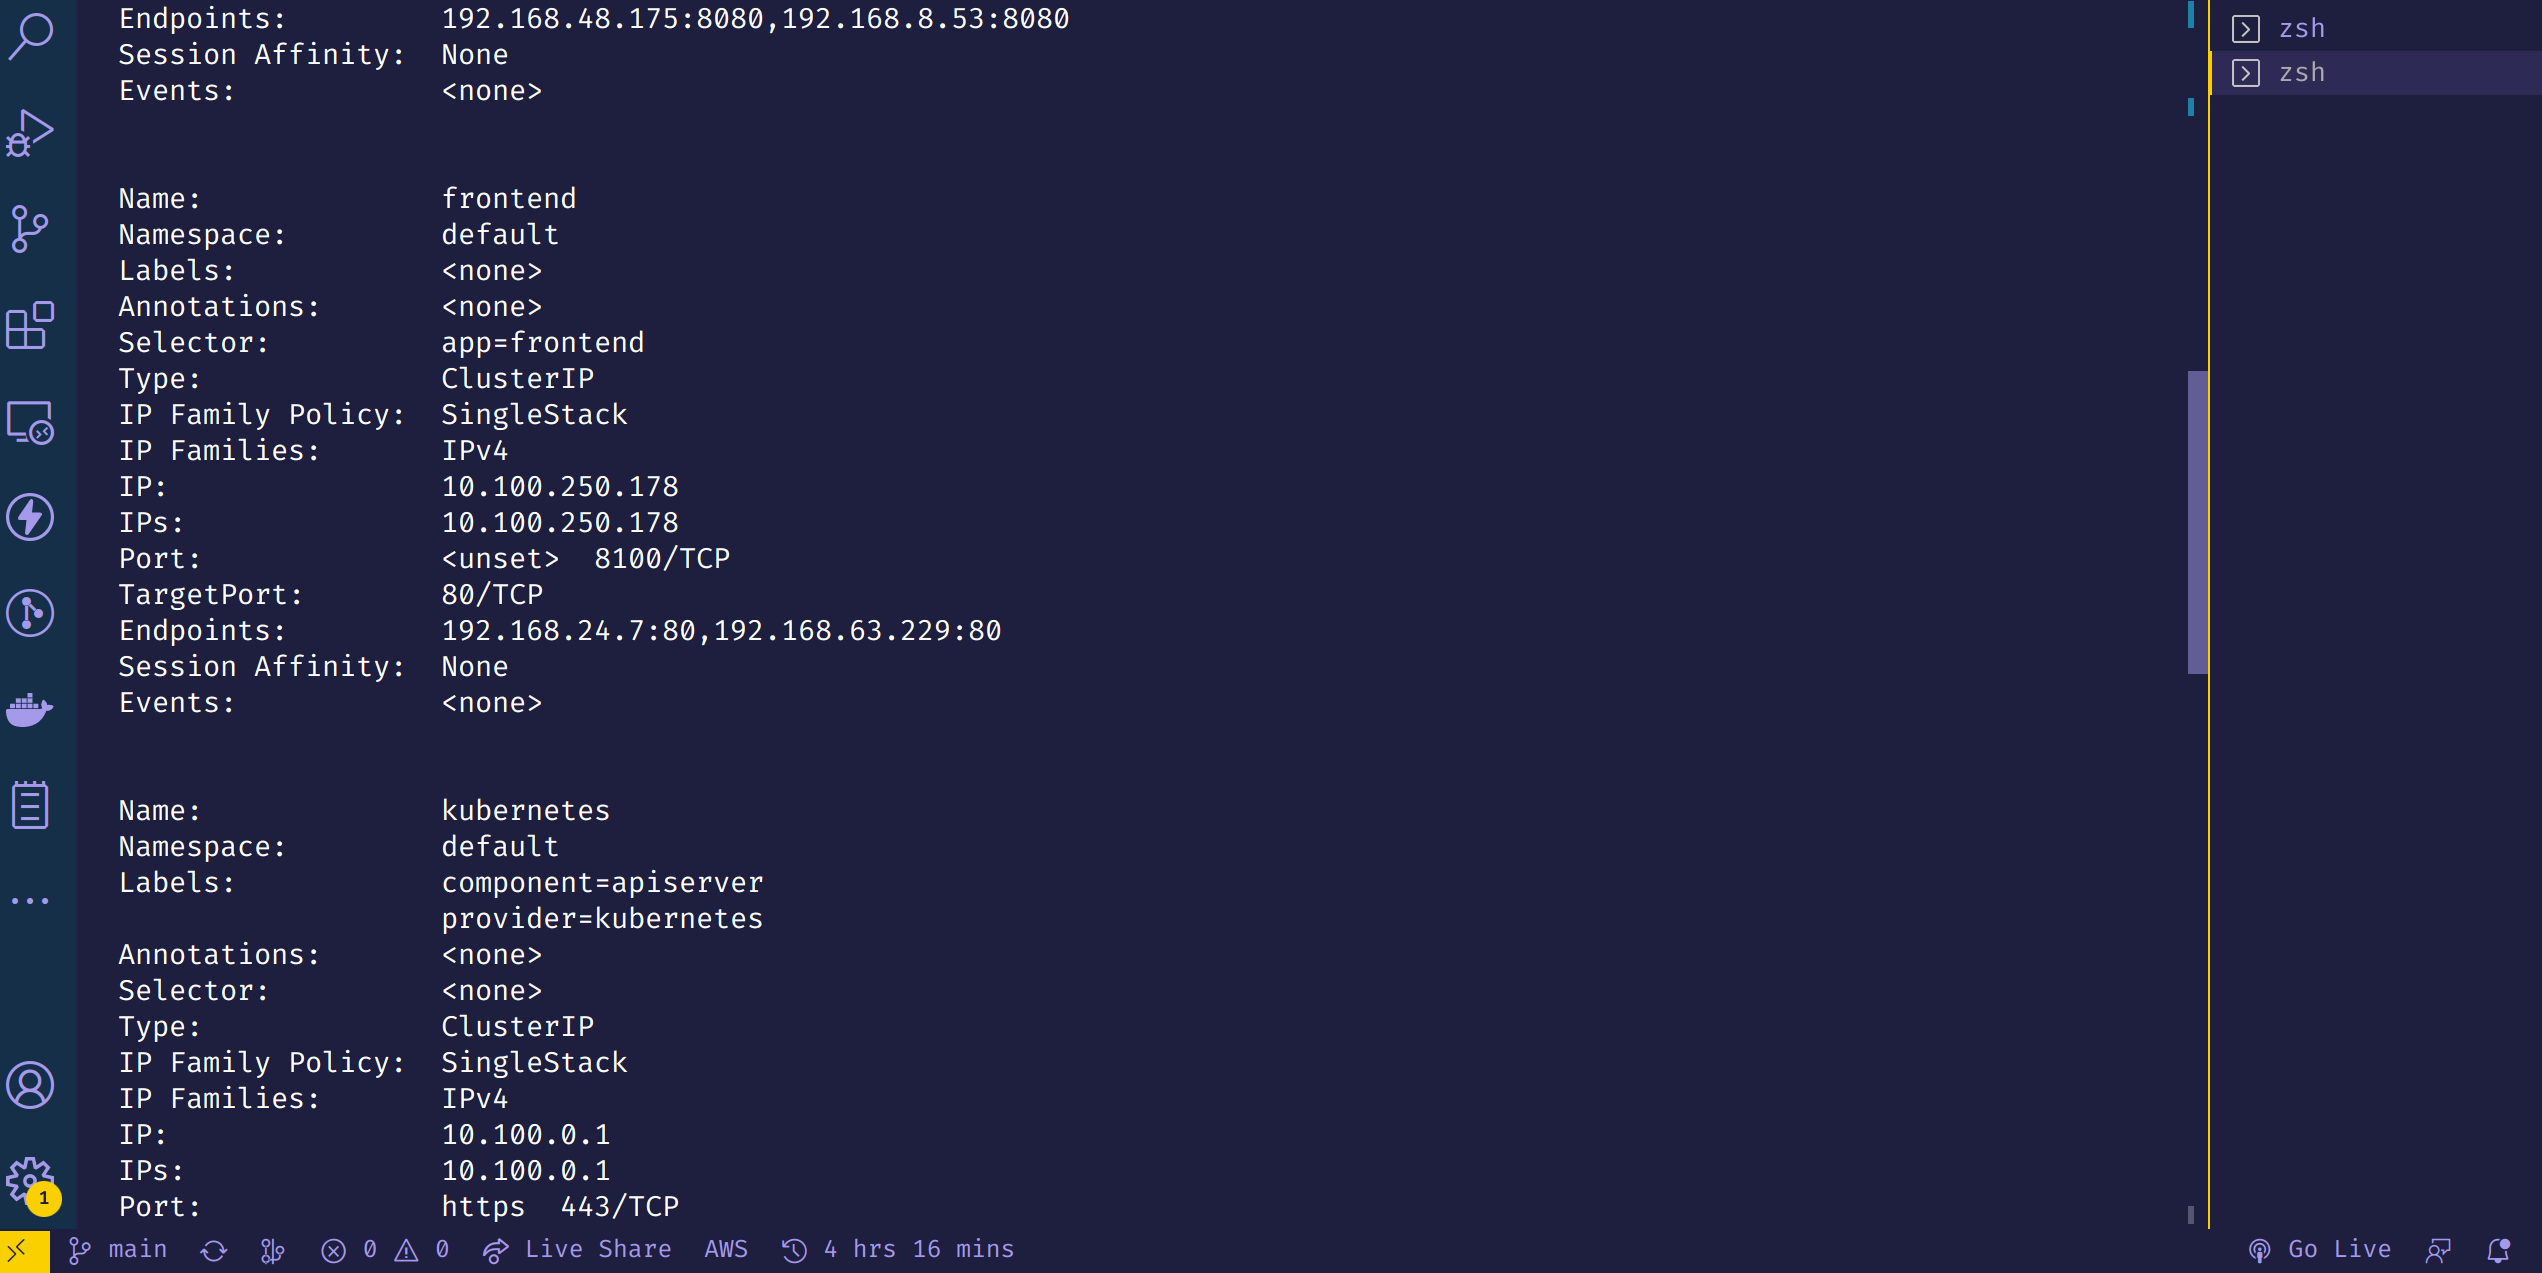 Endpoints: 192.168.48.175:8080,192.168.8.53:8080
Session Affinity: None
Events: <none>
Name: frontend
Namespace: default
Labels: <none>
Annotations: <none>
Selector: app=frontend
Type: ClusterIP
IP Family Policy: SingleStack
IP Families: IPv4
IP: 10.100.250.178
IPs: 10.100.250.178
Port: <unset> 8100/TCP
TargetPort: 80/TCP
Endpoints: 192.168.24.7:80,192.168.63.229:80
Session Affinity: None
Events: <none>
Name: kubernetes
Namespace: default
Labels: component=apiserver
provider=kubernetes
Annotations: <none>
Selector: <none>
Type: ClusterIP
IP Family Policy: SingleStack
IP Families: IPv4
IP: 10.100.0.1
IPs: 10.100.0.1
Port: https 443/TCP
zsh
zsh
1
main 0 0 Live Share AWS 4 hrs 16 mins Go Live